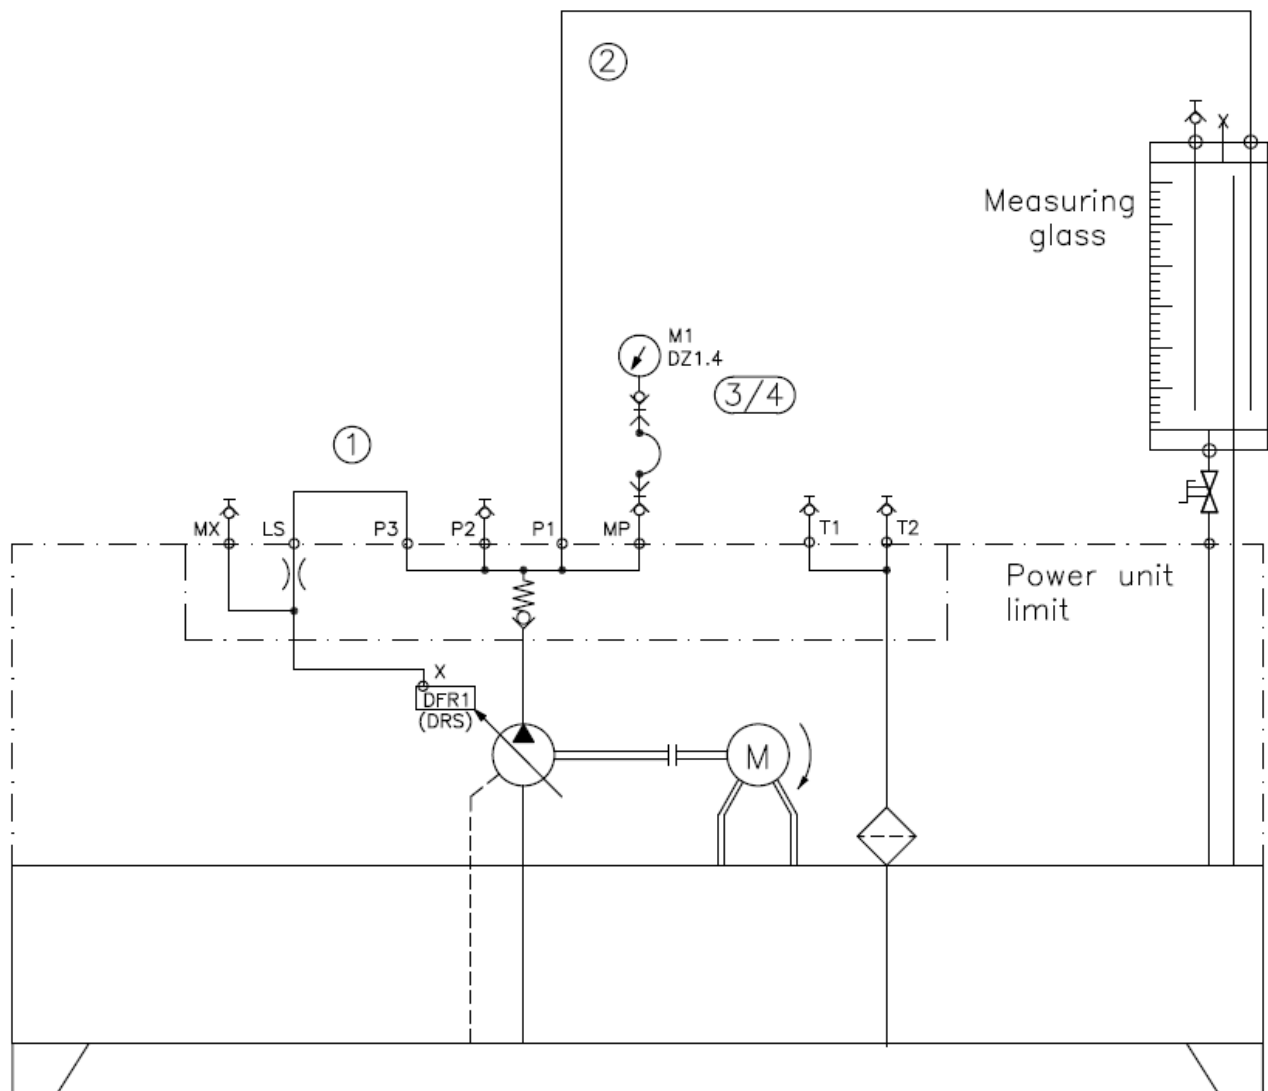 2
X
Measuring
glass
M1
DZ1.4
3/4
1
MX
LS
P3
P2
P1
MP
T1
T2
Power unit
limit
X
DFR1
(DRS)
M